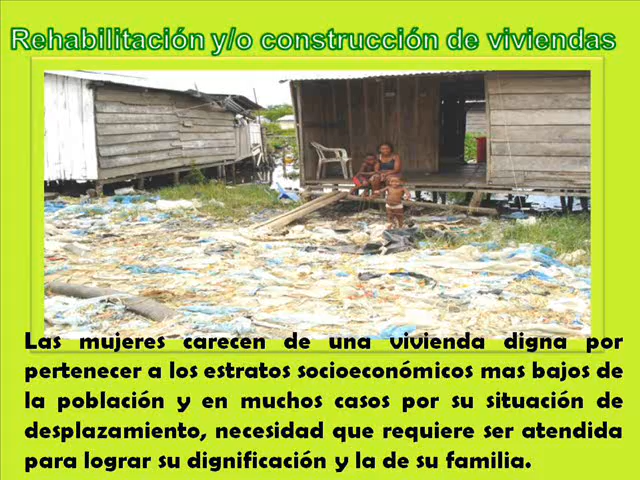 Rehabilitación y/o construcción de viviendas
Las mujeres carecen de una vivienda digna por
pertenecer a los estratos socioeconómicos mas bajos de
la población y en muchos casos por su situación de
desplazamiento, necesidad que requiere ser atendida
para lograr su dignificación y la de su familia.